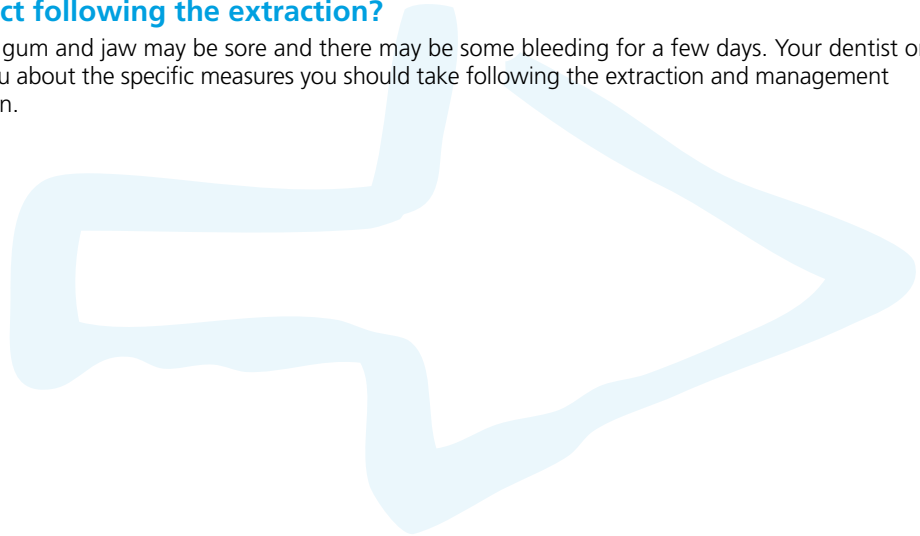 ct following the extraction?
gum and jaw may be sore and there may be some bleeding for a few days. Your dentist or
u about the specific measures you should take following the extraction and management
n.